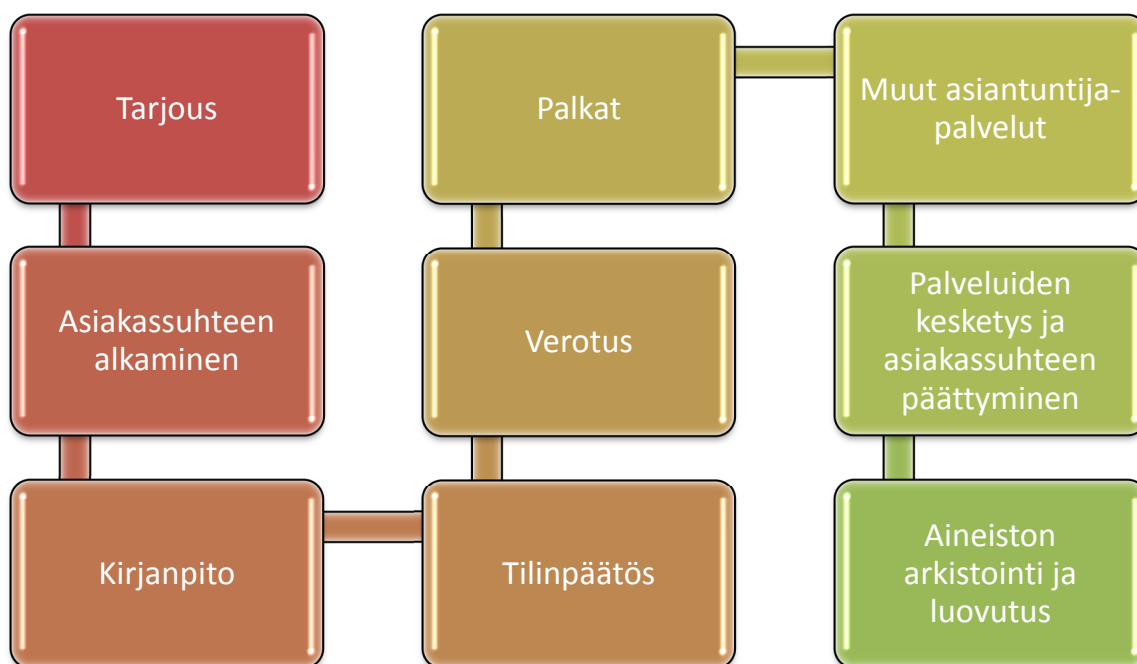 Tarjous
Asiakassuhteen
alkaminen
Kirjanpito
Tilinpäätös
Verotus
Palkat
Muut asiantuntija-
palvelut
Palveluiden
kesketys ja
asiakassuhteen
päättyminen
Aineiston
arkistointi ja
luovutus